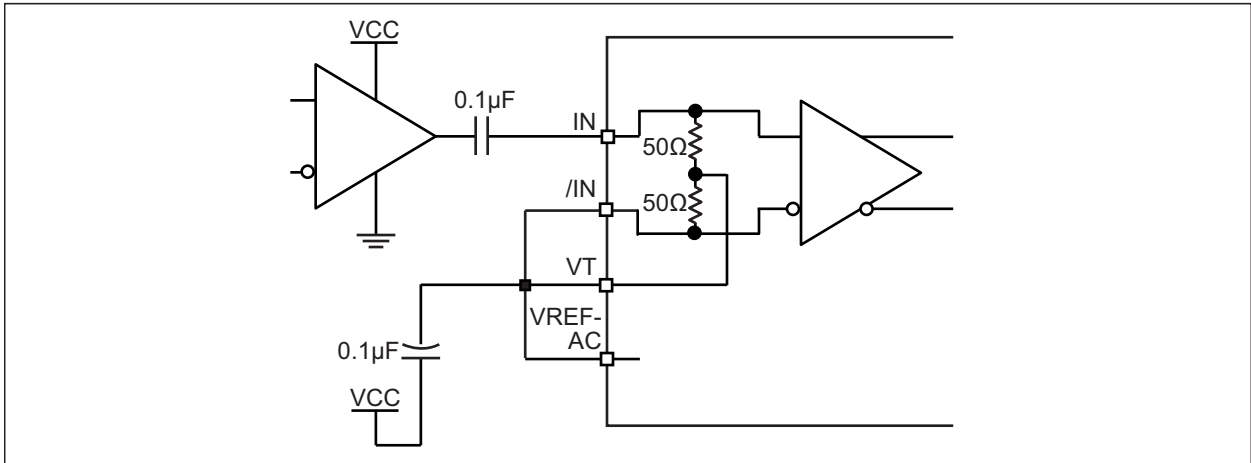 VCC
0.1µF
IN
50Ω
/IN
50Ω
VT
VREF-
AC
0.1µF
VCC